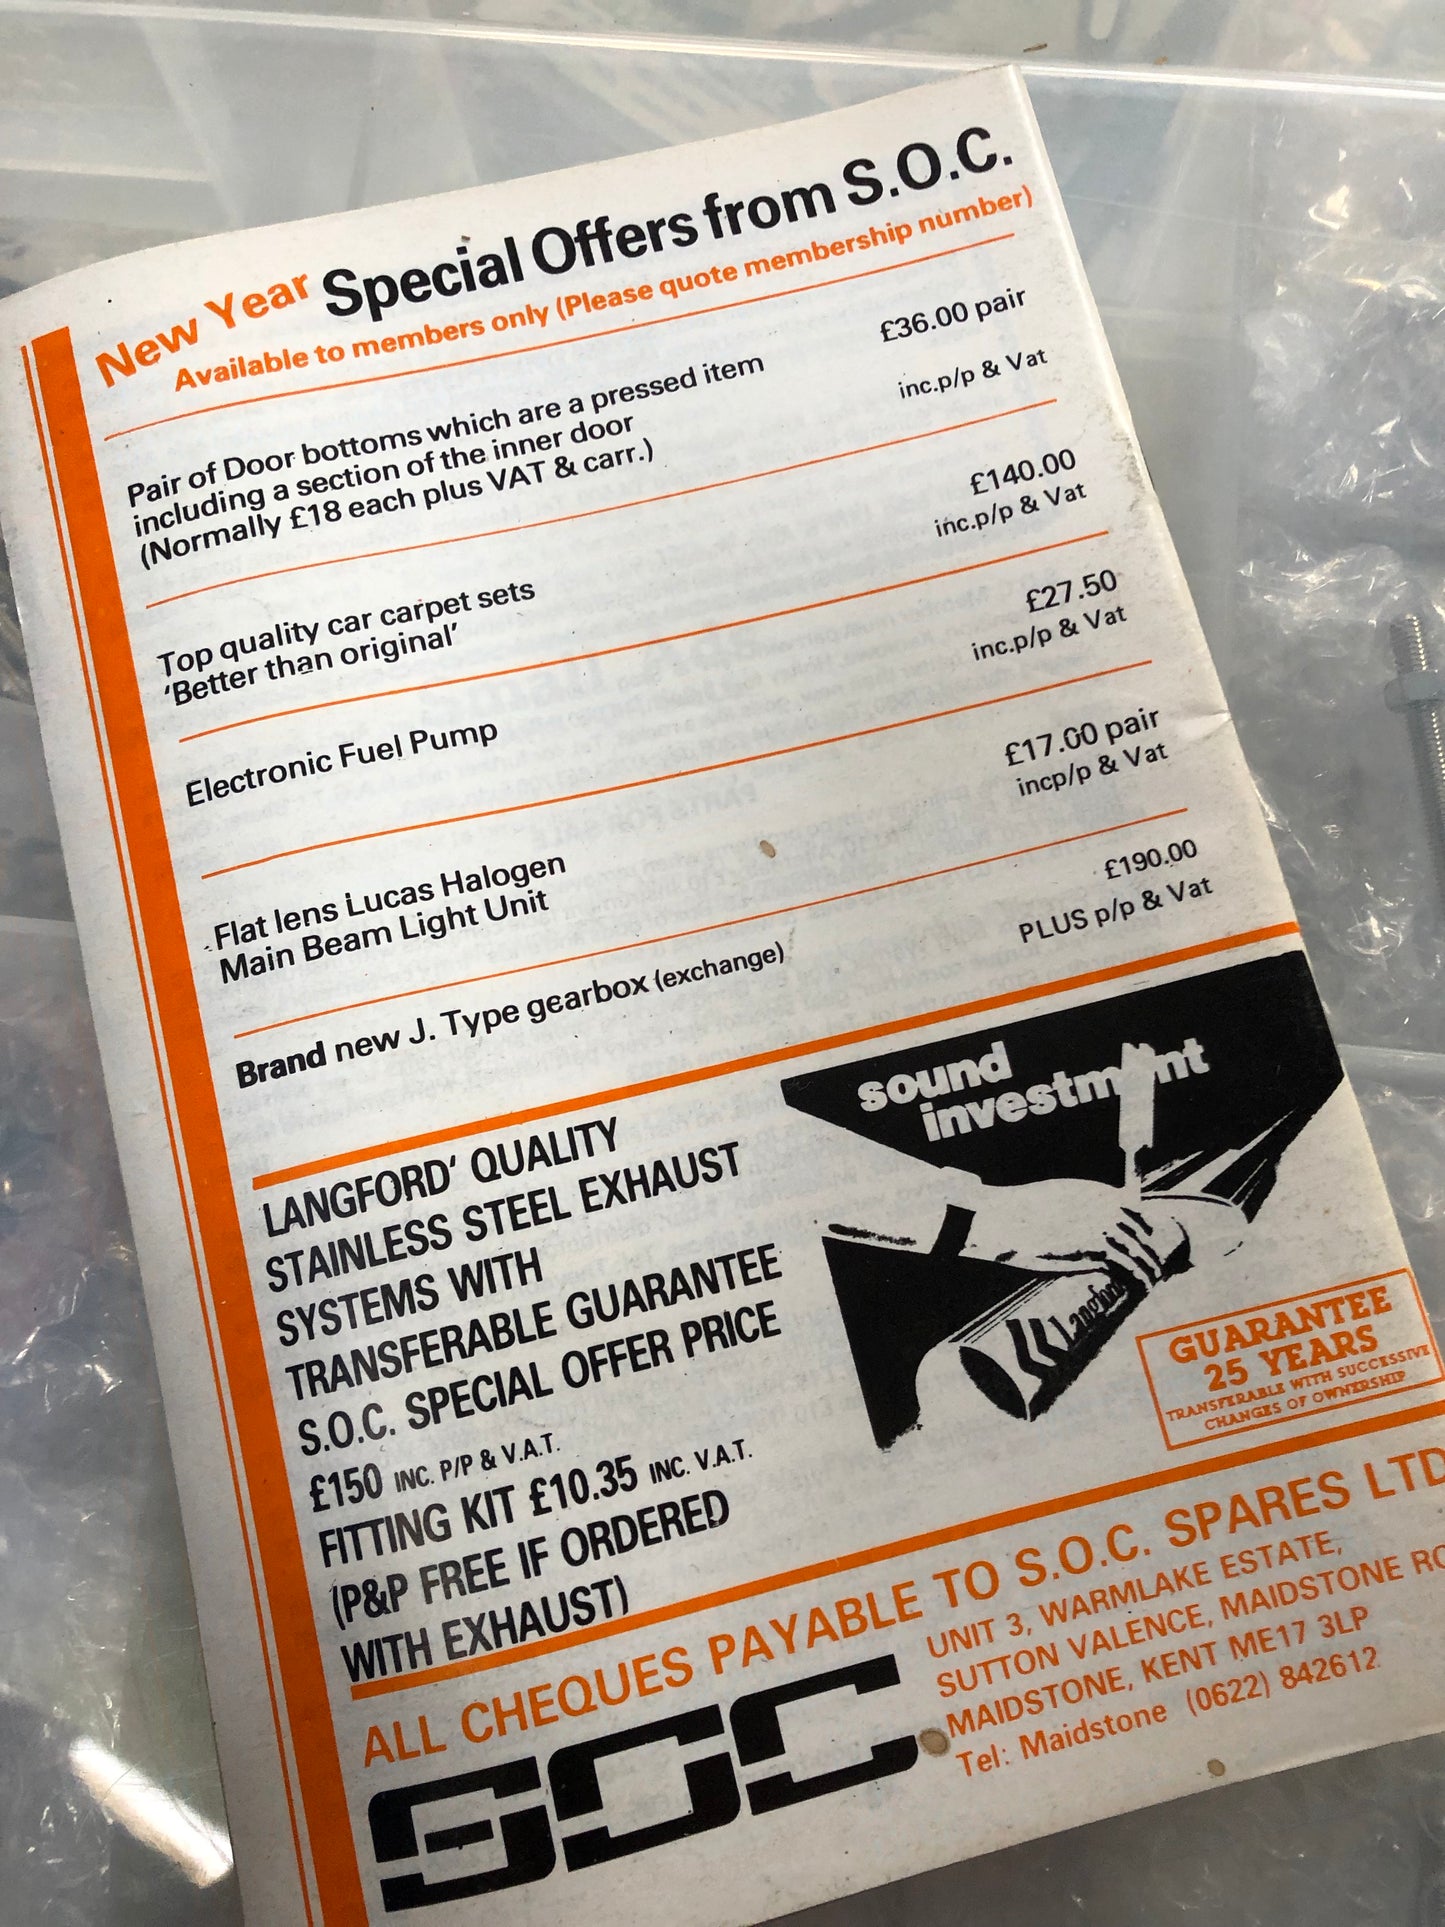 New Year Special Offers from S.O.C.
Available to members only (Please quote membership number)
Pair of Door bottoms which are a pressed item
including a section of the inner door
(Normally £18 each plus VAT & carr.)
£36.00 pair
inc.p/p & Vat
Top quality car carpet sets
'Better than original'
£140.00
inc.p/p & Vat
Electronic Fuel Pump
£27.50
inc.p/p & Vat
Flat lens Lucas Halogen
Main Beam Light Unit
£17.00 pair
incp/p & Vat
Brand new J. Type gearbox (exchange)
£190.00
PLUS p/p & Vat
LANGFORD' QUALITY
STAINLESS STEEL EXHAUST
SYSTEMS WITH
TRANSFERABLE GUARANTEE
S.O.C. SPECIAL OFFER PRICE
£150 INC. P/P & V.A.T.
FITTING KIT £10.35 INC. V.A.T.
(P&P FREE IF ORDERED
WITH EXHAUST)
sound
investment
Langford
GUARANTEE
25 YEARS
TRANSFERABLE WITH SUCCESSIVE
CHANGES OF OWNERSHIP
ALL CHEQUES PAYABLE TO S.O.C. SPARES LTD
SOC
UNIT 3, WARMLAKE ESTATE,
SUTTON VALENCE, MAIDSTONE RO
MAIDSTONE, KENT ME17 3LP
Tel: Maidstone (0622) 842612